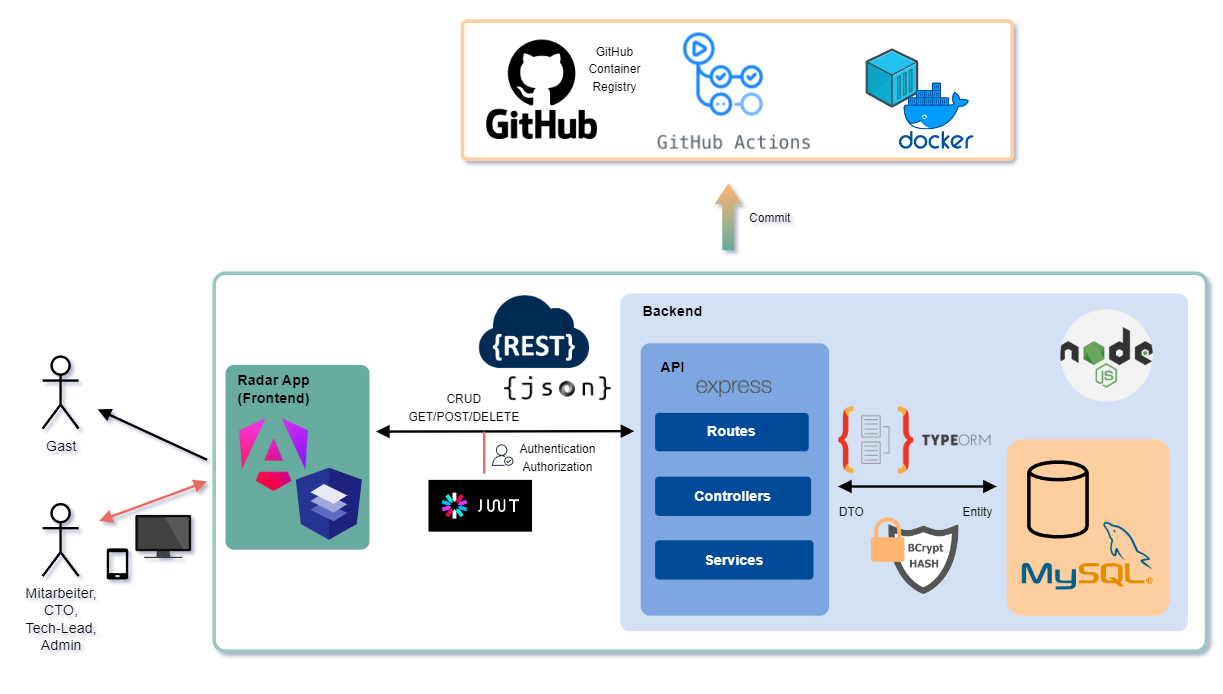 GitHub
Container
Registry
GitHub
GitHub Actions
docker
Commit
Backend
{REST}
{json}
node
JS
API
express
Radar App
(Frontend)
CRUD
GET/POST/DELETE
Routes
Authentication
Authorization
TYPEORM
Gast
Controllers
JWT
DTO
Entity
BCrypt
HASH
Services
MySQL®
Mitarbeiter,
CTO,
Tech-Lead,
Admin